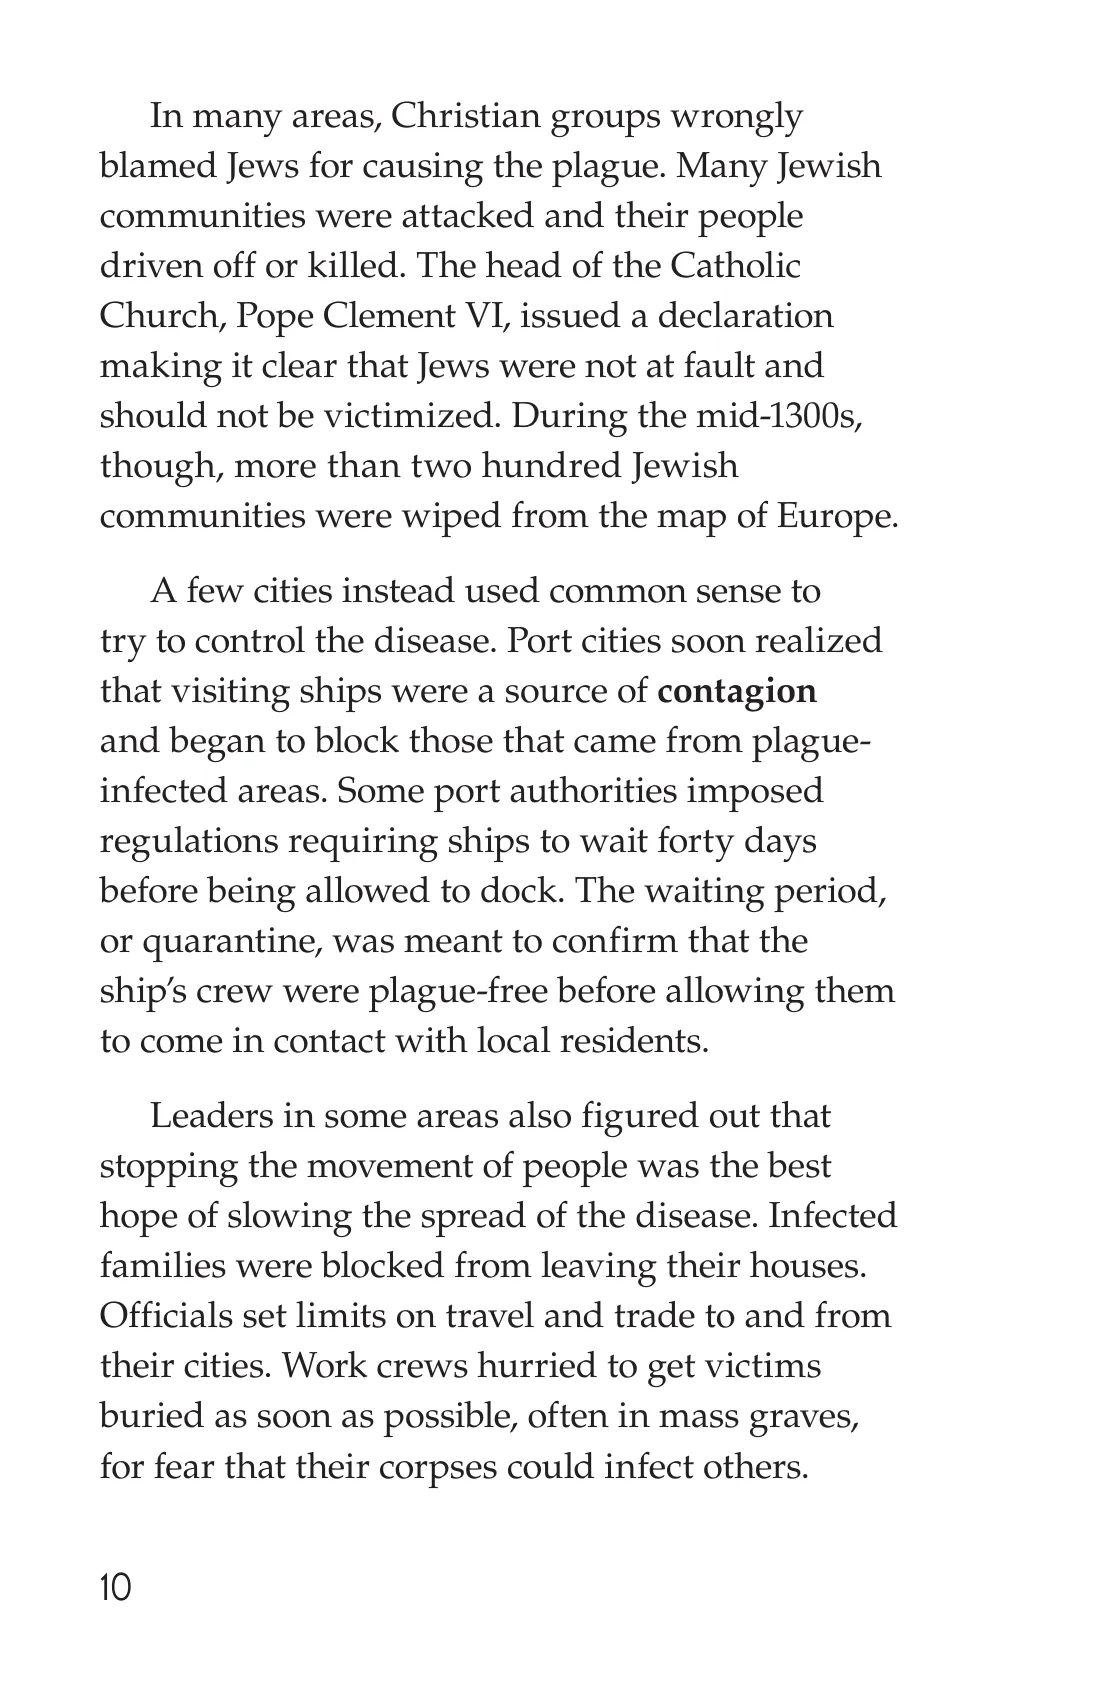 In many areas, Christian groups wrongly
blamed Jews for causing the plague. Many Jewish
communities were attacked and their people
driven off or killed. The head of the Catholic
Church, Pope Clement VI, issued a declaration
making it clear that Jews were not at fault and
should not be victimized. During the mid-1300s,
though, more than two hundred Jewish
communities were wiped from the map of Europe.
A few cities instead used common sense to
try to control the disease. Port cities soon realized
that visiting ships were a source of contagion
and began to block those that came from plague-
infected areas. Some port authorities imposed
regulations requiring ships to wait forty days
before being allowed to dock. The waiting period,
or quarantine, was meant to confirm that the
ship’s crew were plague-free before allowing them
to come in contact with local residents.
Leaders in some areas also figured out that
stopping the movement of people was the best
hope of slowing the spread of the disease. Infected
families were blocked from leaving their houses.
Officials set limits on travel and trade to and from
their cities. Work crews hurried to get victims
buried as soon as possible, often in mass graves,
for fear that their corpses could infect others.
10